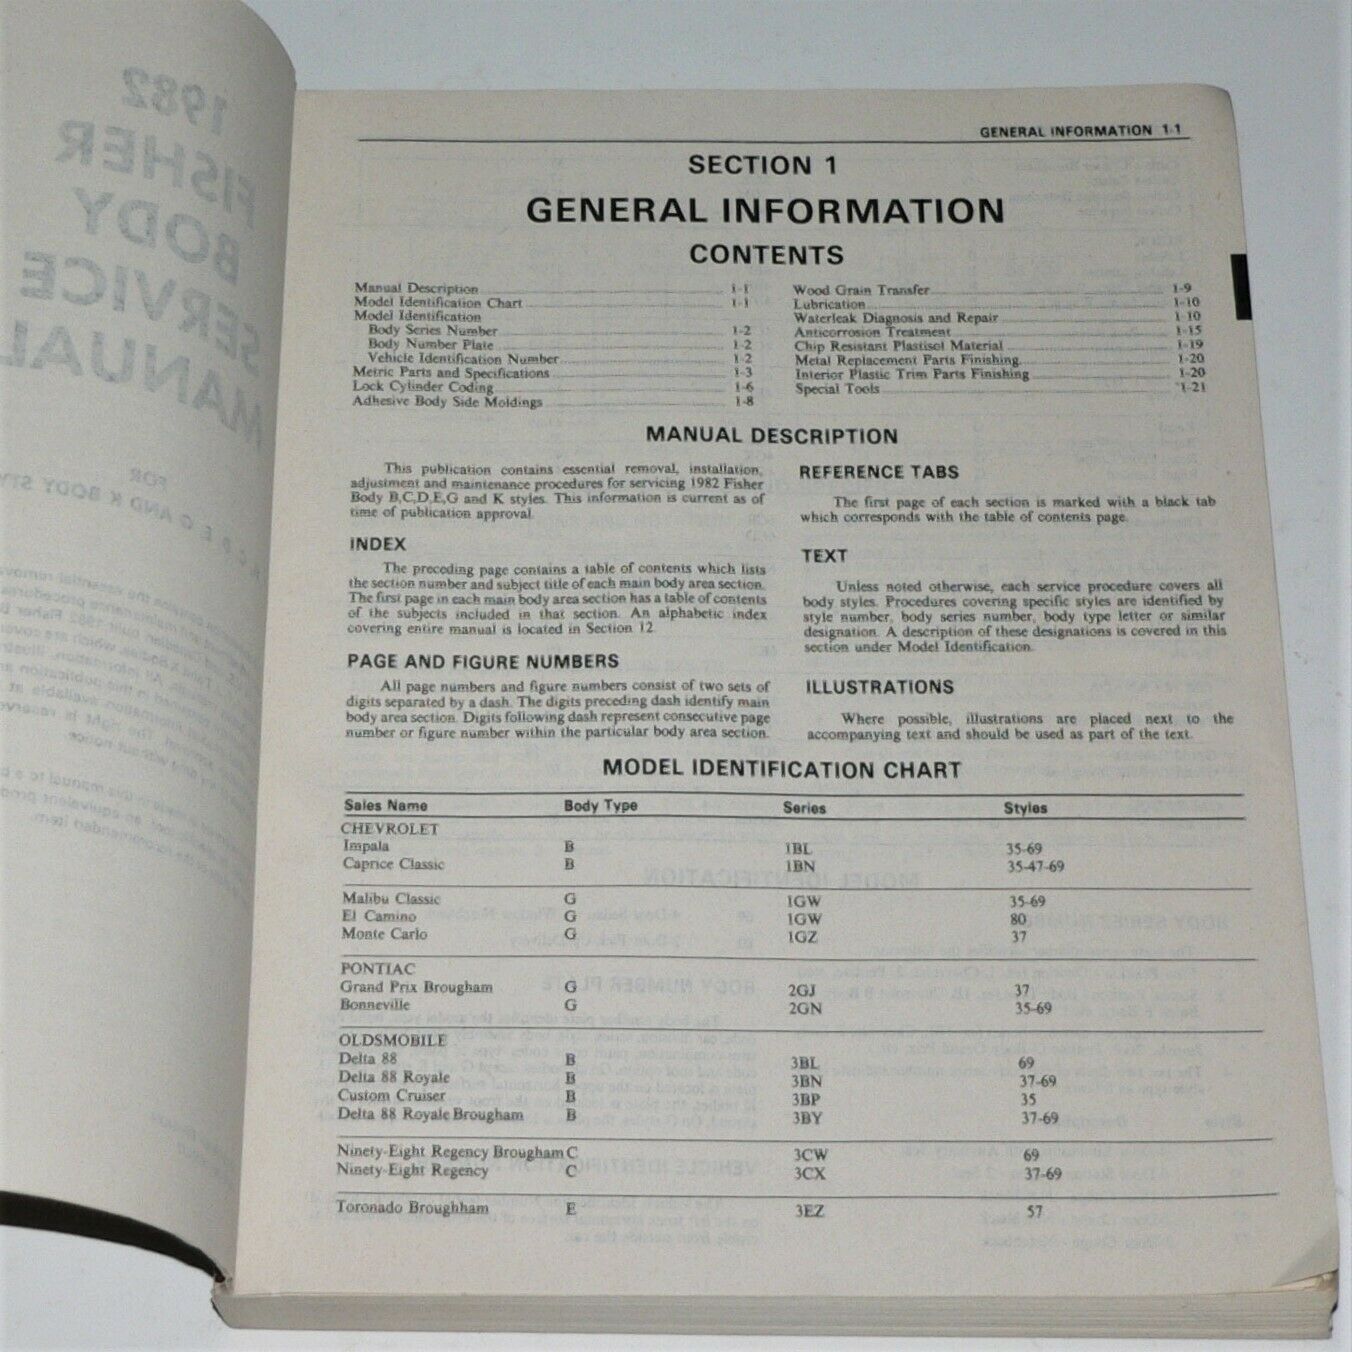 GENERAL INFORMATION 1-1
SECTION 1
GENERAL INFORMATION
CONTENTS
Manual Description 1-1
Model Identification Chart 1-1
Model Identification
Body Series Number 1-2
Body Number Plate 1-2
Vehicle Identification Number 1-2
Metric Parts and Specifications 1-3
Lock Cylinder Coding 1-6
Adhesive Body Side Moldings 1-8
Wood Grain Transfer 1-9
Lubrication 1-10
Waterleak Diagnosis and Repair 1-10
Anticorrosion Treatment 1-15
Chip Resistant Plastisol Material 1-19
Metal Replacement Parts Finishing 1-20
Interior Plastic Trim Parts Finishing 1-20
Special Tools 1-21
MANUAL DESCRIPTION
This publication contains essential removal, installation,
adjustment and maintenance procedures for servicing 1982 Fisher
Body B,C,D,E,G and K styles. This information is current as of
time of publication approval.
INDEX
The preceding page contains a table of contents which lists
the section number and subject title of each main body area section.
The first page in each main body area section has a table of contents
of the subjects included in that section. An alphabetic index
covering entire manual is located in Section 12.
PAGE AND FIGURE NUMBERS
All page numbers and figure numbers consist of two sets of
digits separated by a dash. The digits preceding dash identify main
body area section. Digits following dash represent consecutive page
number or figure number within the particular body area section.
REFERENCE TABS
The first page of each section is marked with a black tab
which corresponds with the table of contents page.
TEXT
Unless noted otherwise, each service procedure covers all
body styles. Procedures covering specific styles are identified by
style number, body series number, body type letter or similar
designation. A description of these designations is covered in this
section under Model Identification.
ILLUSTRATIONS
Where possible, illustrations are placed next to the
accompanying text and should be used as part of the text.
MODEL IDENTIFICATION CHART
Sales Name Body Type Series Styles
CHEVROLET
Impala B 1BL 35-69
Caprice Classic B 1BN 35-47-69
Malibu Classic G 1GW 35-69
El Camino G 1GW 80
Monte Carlo G 1GZ 37
PONTIAC
Grand Prix Brougham G 2GJ 37
Bonneville G 2GN 35-69
OLDSMOBILE
Delta 88 B 3BL 69
Delta 88 Royale B 3BN 37-69
Custom Cruiser B 3BP 35
Delta 88 Royale Brougham B 3BY 37-69
Ninety-Eight Regency Brougham C 3CW 69
Ninety-Eight Regency C 3CX 37-69
Toronado Broughham E 3EZ 57
1982
FISHER
BODY
SERVICE
MANUAL
FOR